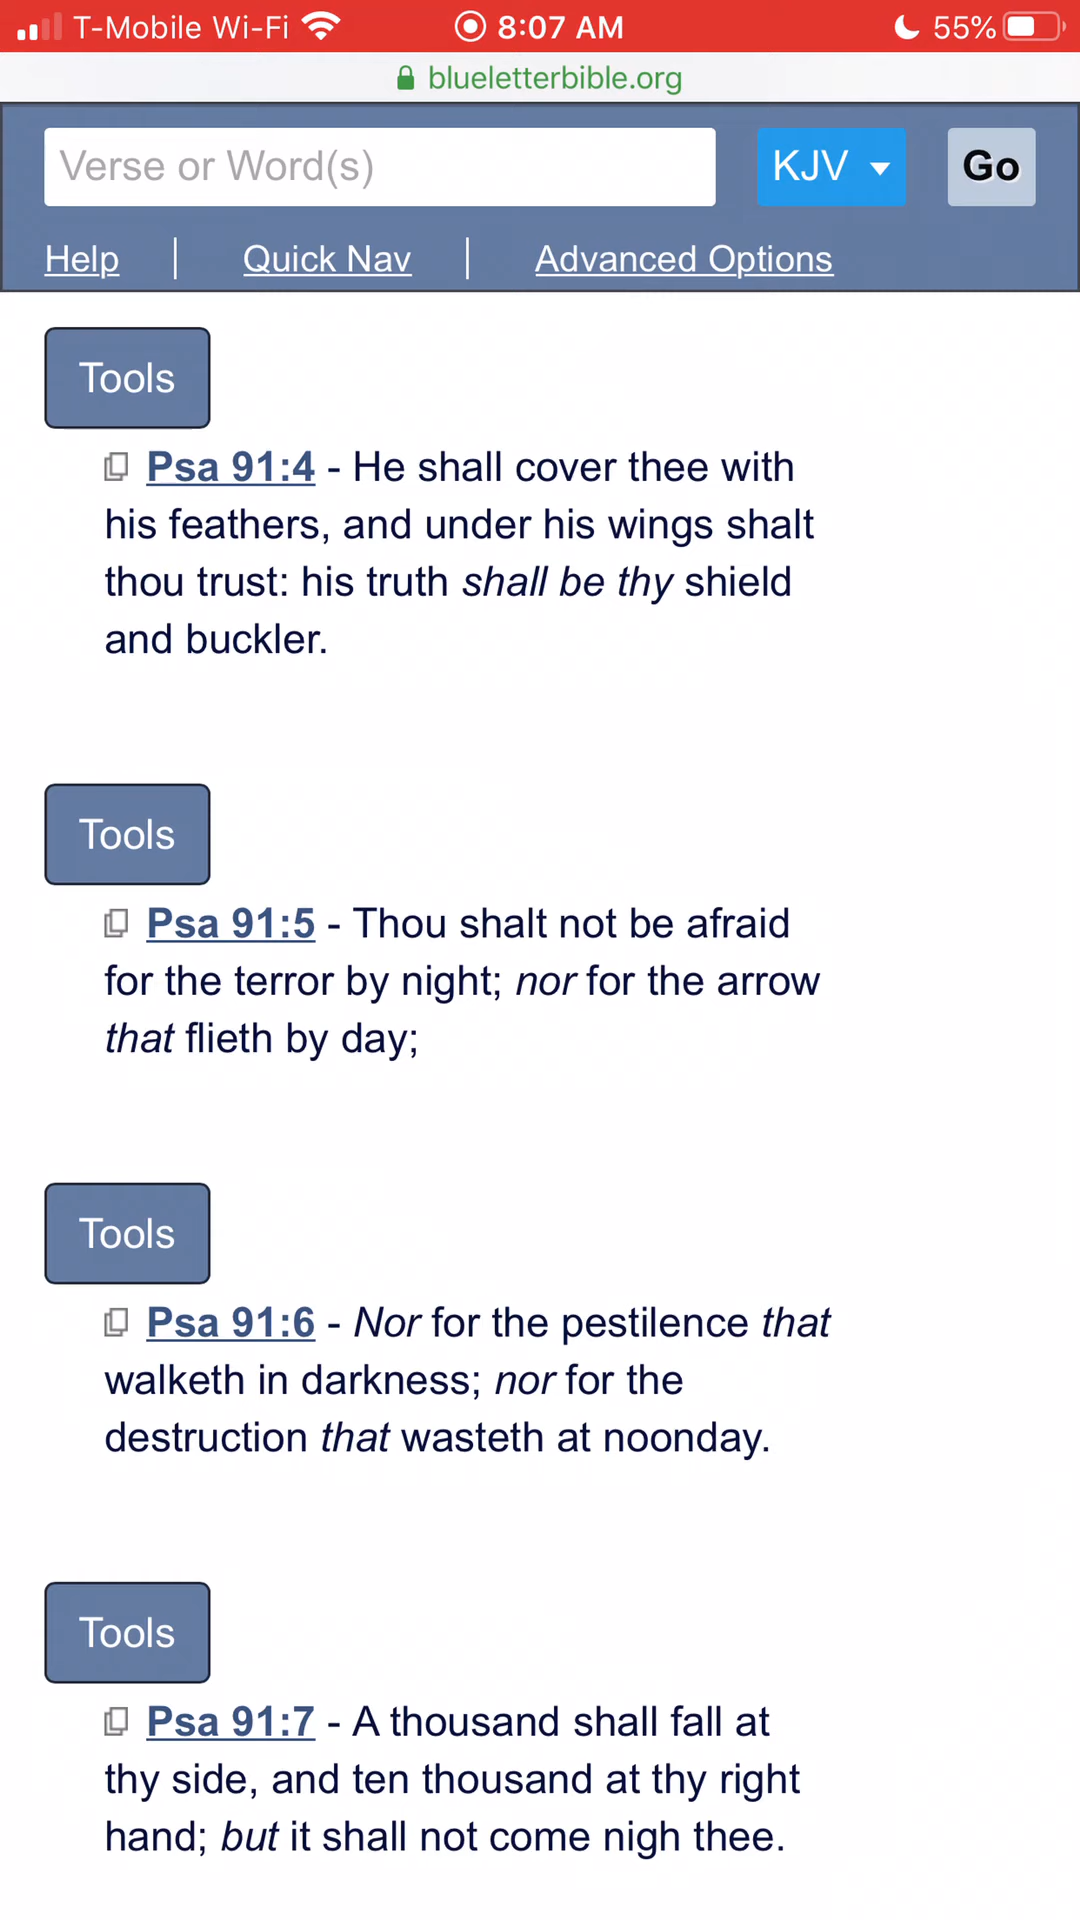 T-Mobile Wi-Fi 8:07 AM 55%
blueletterbible.org
Verse or Word(s) KJV Go
Help | Quick Nav | Advanced Options
Tools
Psa 91:4 - He shall cover thee with
his feathers, and under his wings shalt
thou trust: his truth shall be thy shield
and buckler.
Tools
Psa 91:5 - Thou shalt not be afraid
for the terror by night; nor for the arrow
that flieth by day;
Tools
Psa 91:6 - Nor for the pestilence that
walketh in darkness; nor for the
destruction that wasteth at noonday.
Tools
Psa 91:7 - A thousand shall fall at
thy side, and ten thousand at thy right
hand; but it shall not come nigh thee.